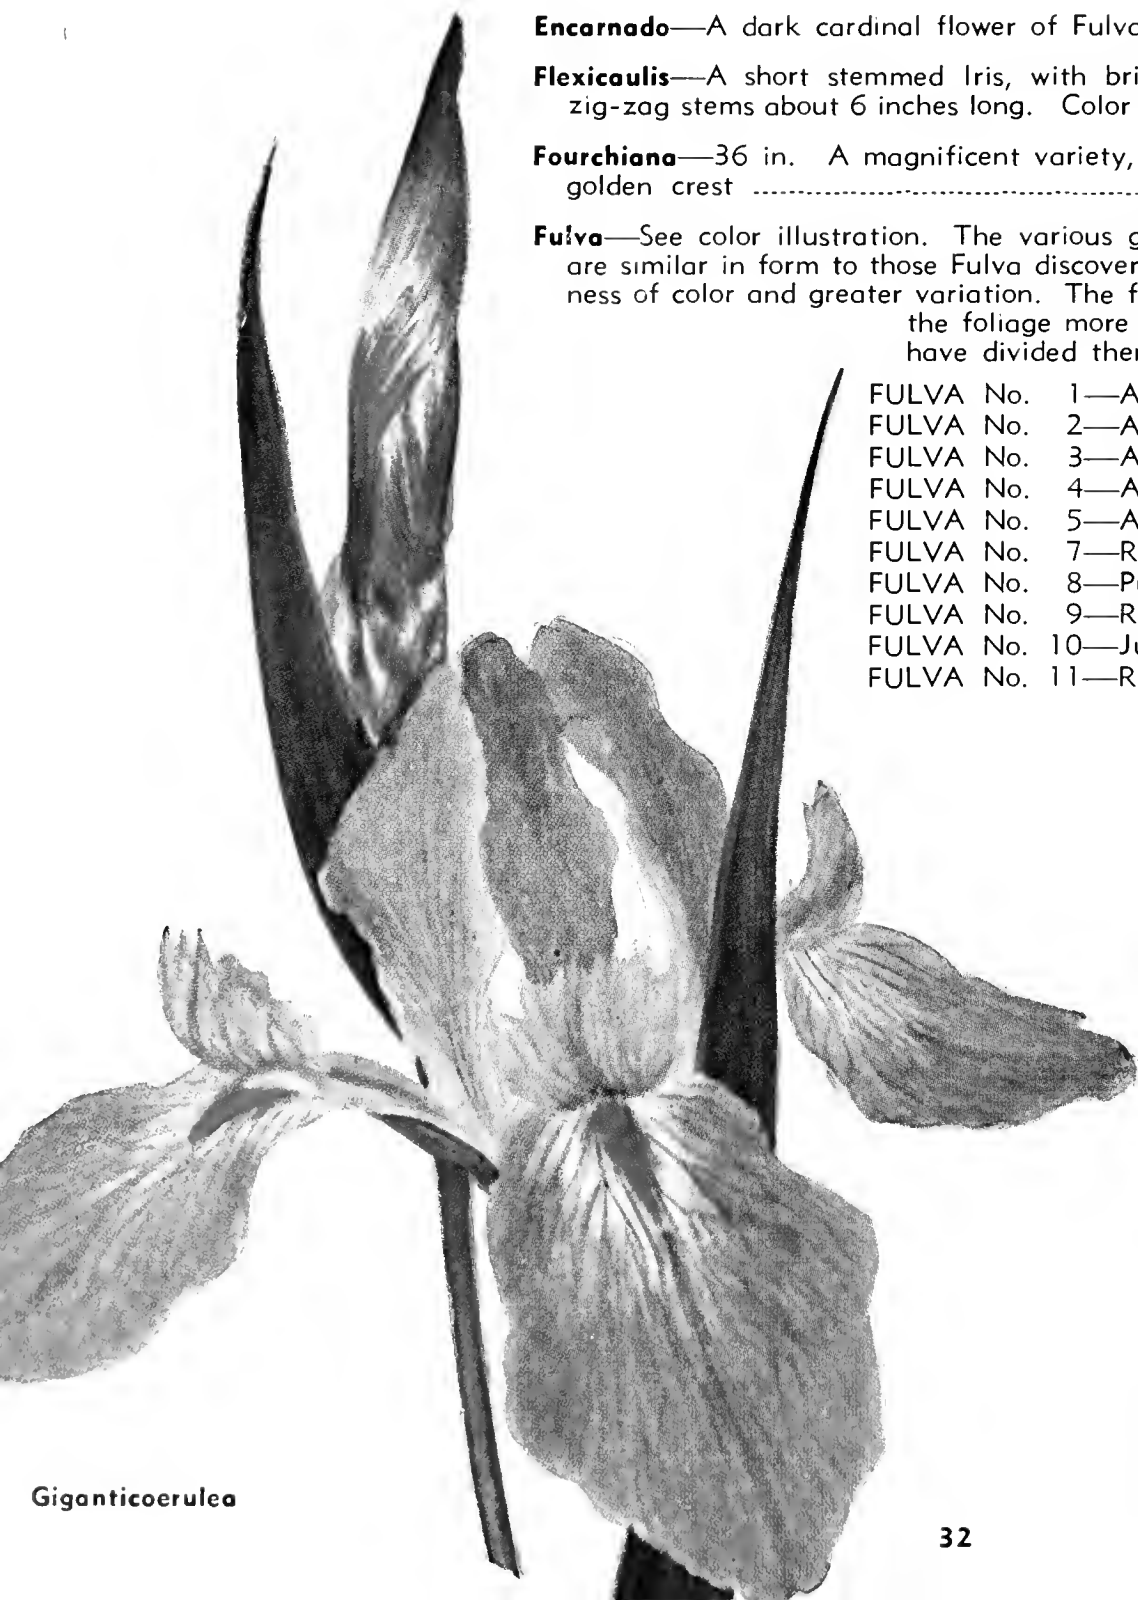 Encarnado—A dark cardinal flower of Fulva
Flexicaulis—A short stemmed Iris, with bri
zig-zag stems about 6 inches long. Color
Fourchiana—36 in. A magnificent variety,
golden crest
Fulva—See color illustration. The various g
are similar in form to those Fulva discover
ness of color and greater variation. The f
the foliage more
have divided ther
FULVA No. 1—A
FULVA No. 2—A
FULVA No. 3—A
FULVA No. 4—A
FULVA No. 5—A
FULVA No. 7—R
FULVA No. 8—P
FULVA No. 9—R
FULVA No. 10—Ju
FULVA No. 11—R
Giganticoerulea
32